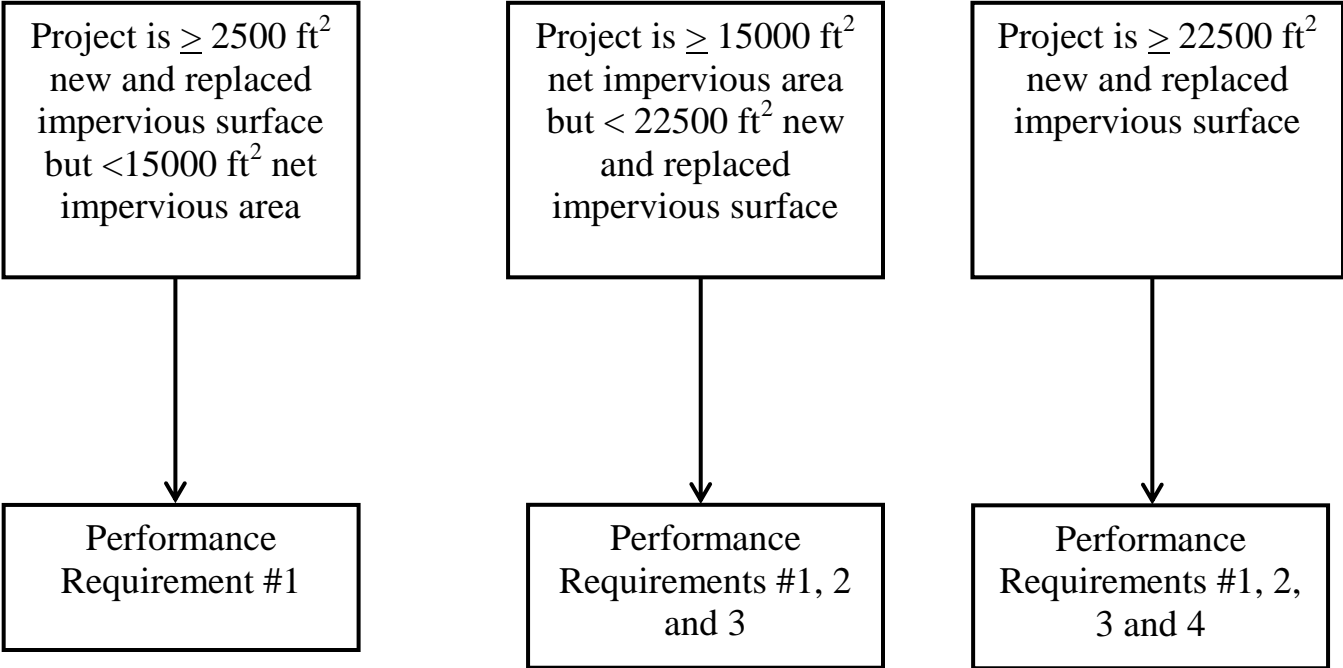 Project is ≥ 2500 ft²
new and replaced
impervious surface
but <15000 ft² net
impervious area
Project is ≥ 15000 ft²
net impervious area
but < 22500 ft² new
and replaced
impervious surface
Project is ≥ 22500 ft²
new and replaced
impervious surface
Performance
Requirement #1
Performance
Requirements #1, 2
and 3
Performance
Requirements #1, 2,
3 and 4